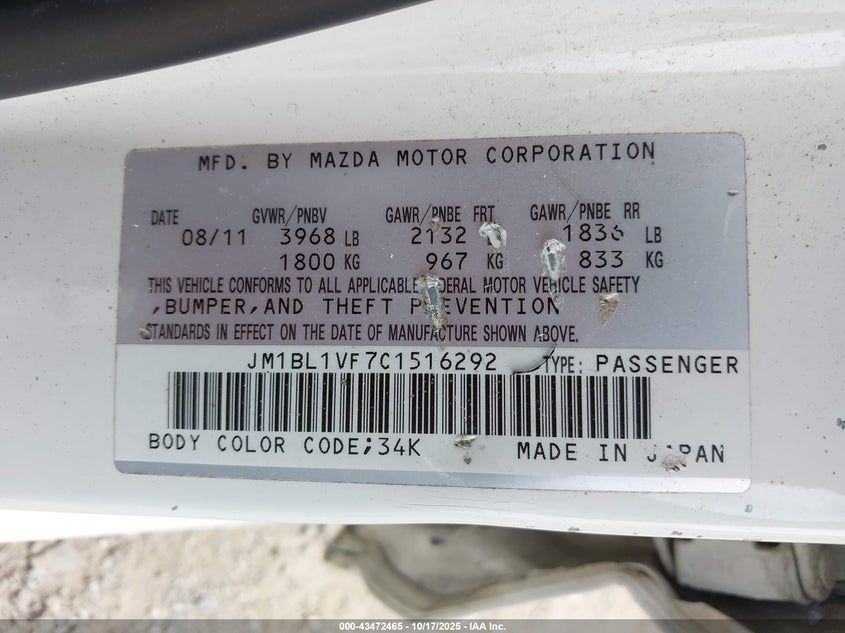 MFD. BY MAZDA MOTOR CORPORATION
DATE GVWR/PNBV GAWR/PNBE FRT GAWR/PNBE RR
08/11 3968 LB 2132 1836 LB
1800 KG 967 KG 833 KG
THIS VEHICLE CONFORMS TO ALL APPLICABLE FEDERAL MOTOR VEHICLE SAFETY
,BUMPER,AND THEFT PREVENTION
STANDARDS IN EFFECT ON THE DATE OF MANUFACTURE SHOWN ABOVE.
JM1BL1VF7C1516292 TYPE: PASSENGER
BODY COLOR CODE;34K MADE IN JAPAN
000-43472465 - 10/17/2025 - IAA Inc.